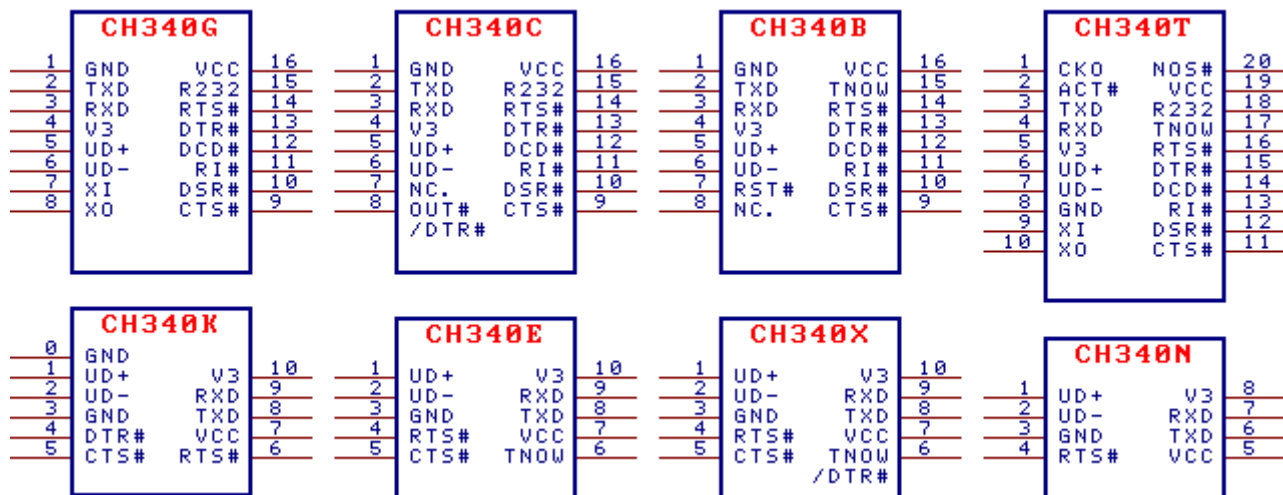 CH340G CH340C CH340B CH340T
1 GND VCC 16 1 GND VCC 16 1 GND VCC 16 1 CKO NOS# 20
2 TXD R232 15 2 TXD R232 15 2 TXD TNOW 15 2 ACT# VCC 19
3 RXD RTS# 14 3 RXD RTS# 14 3 RXD RTS# 14 3 TXD R232 18
4 V3 DTR# 13 4 V3 DTR# 13 4 V3 DTR# 13 4 RXD TNOW 17
5 UD+ DCD# 12 5 UD+ DCD# 12 5 UD+ DCD# 12 5 V3 RTS# 16
6 UD- RI# 11 6 UD- RI# 11 6 UD- RI# 11 6 UD+ DTR# 15
7 XI DSR# 10 7 NC. DSR# 10 7 RST# DSR# 10 7 UD- DCD# 14
8 XO CTS# 9 8 OUT# CTS# 9 8 NC. CTS# 9 8 GND RI# 13
/DTR# 9 XI DSR# 12
10 XO CTS# 11
CH340K CH340E CH340X CH340N
0 GND
1 UD+ V3 10 1 UD+ V3 10 1 UD+ V3 10 1 UD+ V3 8
2 UD- RXD 9 2 UD- RXD 9 2 UD- RXD 9 2 UD- RXD 7
3 GND TXD 8 3 GND TXD 8 3 GND TXD 8 3 GND TXD 6
4 DTR# VCC 7 4 RTS# VCC 7 4 RTS# VCC 7 4 RTS# VCC 5
5 CTS# RTS# 6 5 CTS# TNOW 6 5 CTS# TNOW 6
/DTR#